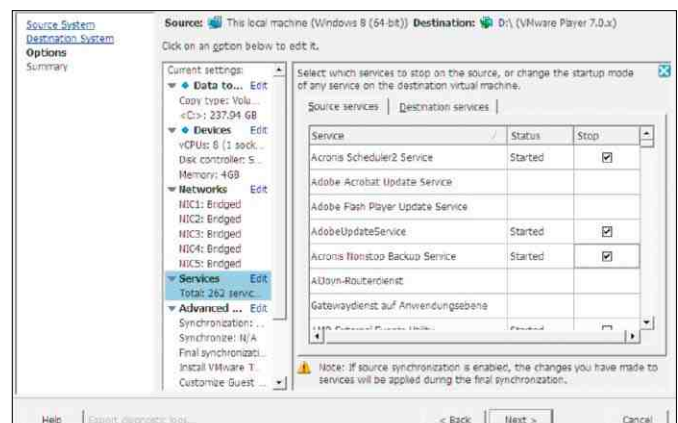 Source System
Destination System
Options
Summary
Source: This local machine (Windows 8 (64-bit)) Destination: D:\ (VMware Player 7.0.x)
Click on an option below to edit it.
Current settings:
Data to... Edit
Copy type: Volu...
<C:>: 237.94 GB
Devices Edit
vCPUs: 8 (1 sock...
Disk controller: S...
Memory: 4GB
Networks Edit
NIC1: Bridged
NIC2: Bridged
NIC3: Bridged
NIC4: Bridged
NIC5: Bridged
Services Edit
Total: 262 servic...
Advanced ... Edit
Synchronization: ...
Synchronize: N/A
Final synchronizati...
Install VMware T...
Customize Guest ...
Select which services to stop on the source, or change the startup mode
of any service on the destination virtual machine.
Source services Destination services
Service Status Stop
Acronis Scheduler2 Service Started
Adobe Acrobat Update Service
Adobe Flash Player Update Service
AdobeUpdateService Started
Acronis Nonstop Backup Service Started
AllJoyn-Routerdienst
Gatewaydienst auf Anwendungsebene
AMD External Events Utility Started
Note: If source synchronization is enabled, the changes you have made to
services will be applied during the final synchronization.
Help Export diagnostic logs... < Back Next > Cancel